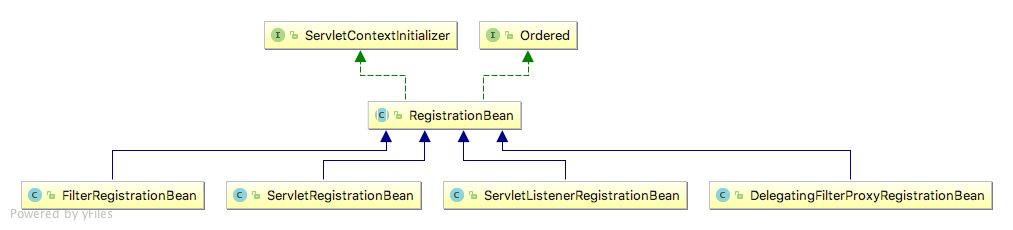 I ServletContextInitializer
I Ordered
C RegistrationBean
C FilterRegistrationBean
C ServletRegistrationBean
C ServletListenerRegistrationBean
C DelegatingFilterProxyRegistrationBean
Powered by yFiles